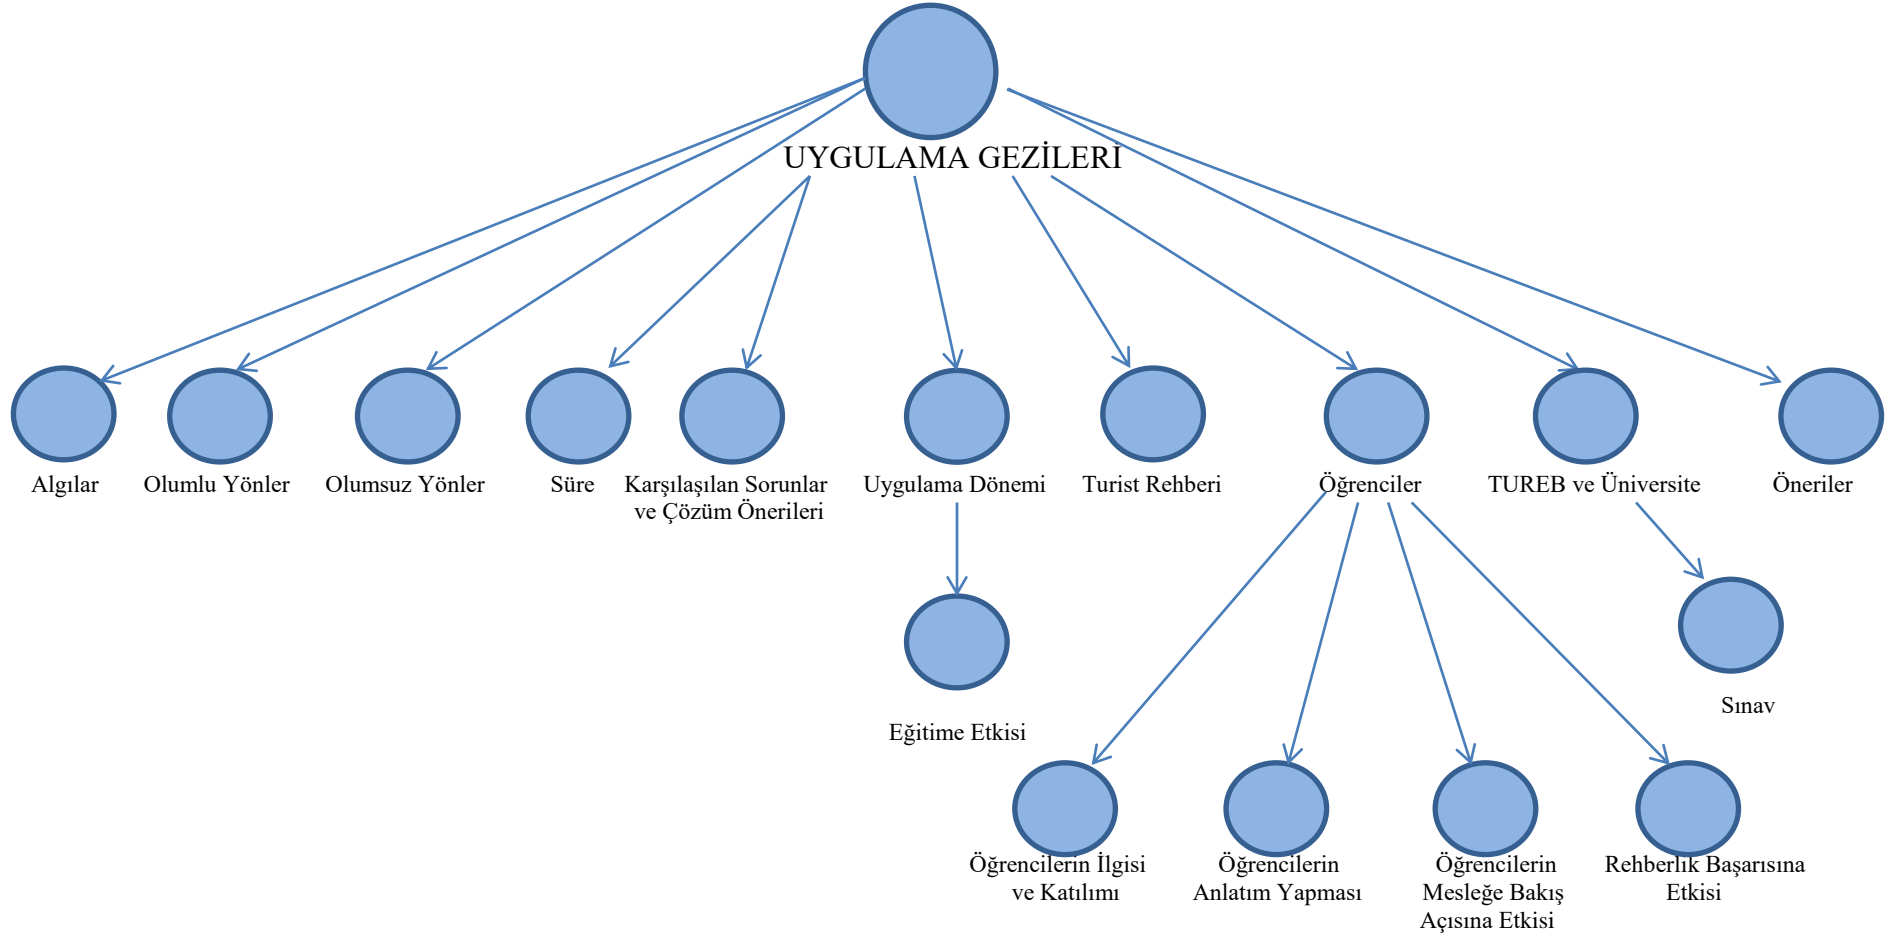 UYGULAMA GEZİLERİ
Algılar
Olumlu Yönler
Olumsuz Yönler
Süre
Karşılaşılan Sorunlar
ve Çözüm Önerileri
Uygulama Dönemi
Turist Rehberi
Öğrenciler
TUREB ve Üniversite
Öneriler
Eğitime Etkisi
Sınav
Öğrencilerin İlgisi
ve Katılımı
Öğrencilerin
Anlatım Yapması
Öğrencilerin
Mesleğe Bakış
Açısına Etkisi
Rehberlik Başarısına
Etkisi